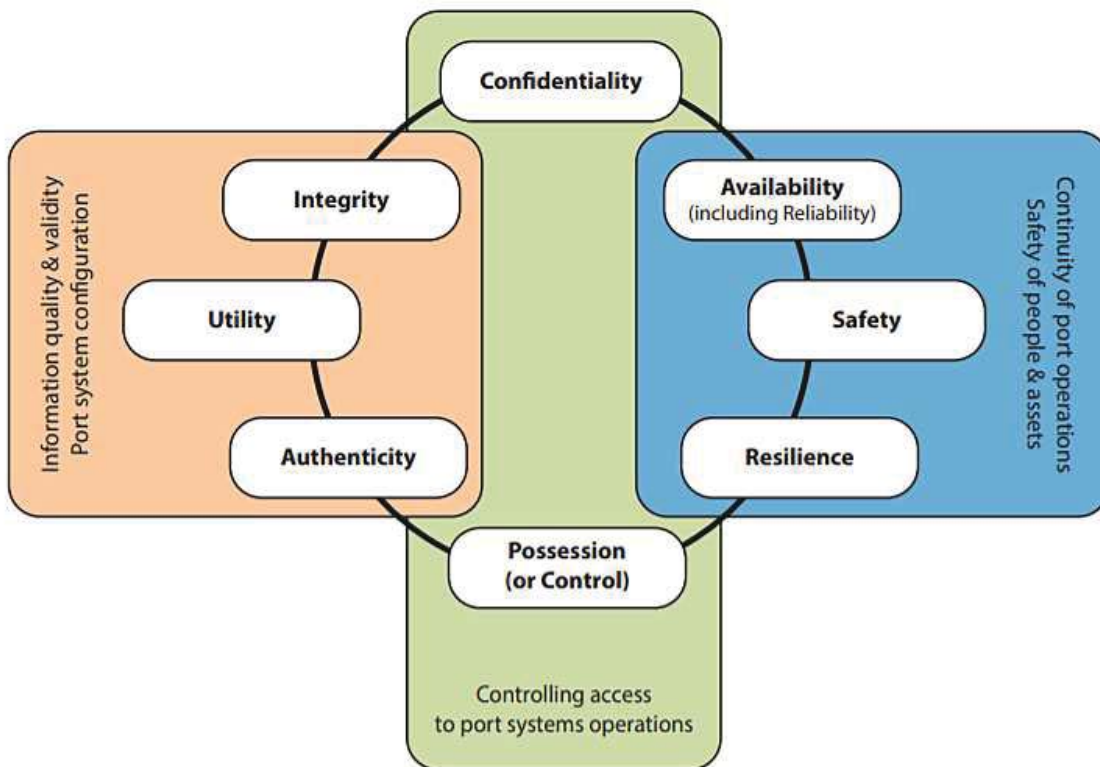 Confidentiality
Integrity
Availability
(including Reliability)
Utility
Safety
Authenticity
Resilience
Possession
(or Control)
Information quality & validity
Port system configuration
Continuity of port operations
Safety of people & assets
Controlling access
to port systems operations